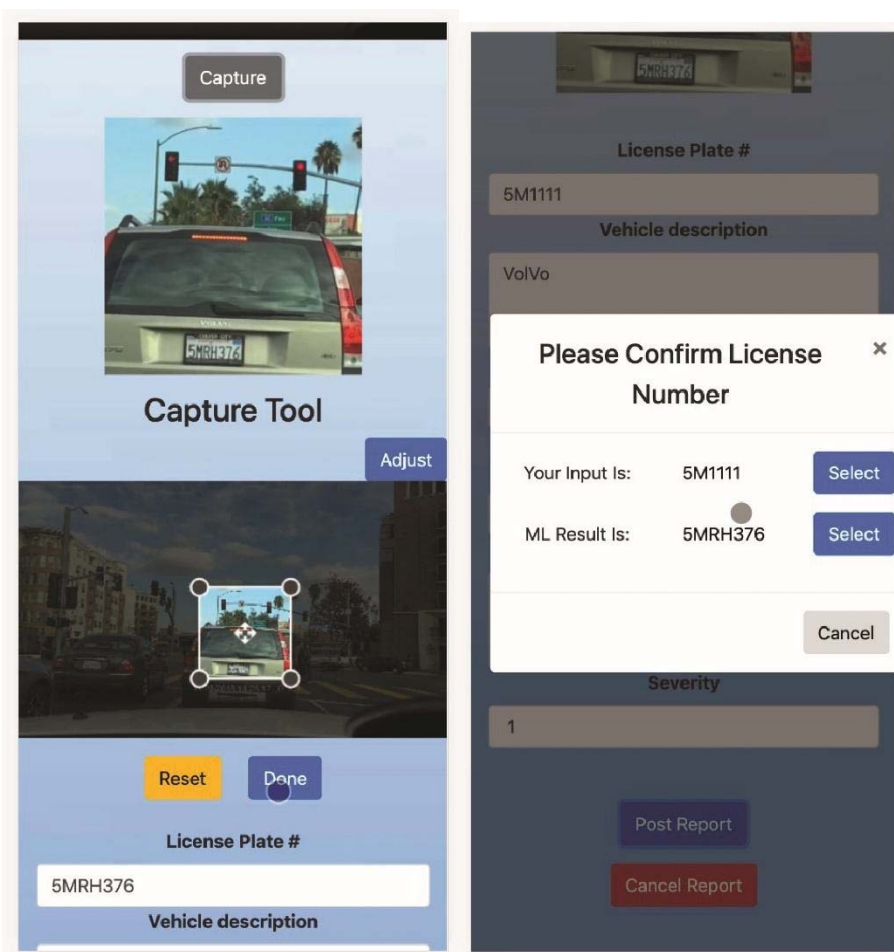 Capture
VOLVO
5MRH376
Capture Tool
Adjust
Reset
Done
License Plate #
5MRH376
Vehicle description
5MRH376
License Plate #
5M1111
Vehicle description
VolVo
Please Confirm License
Number
×
Your Input Is:
5M1111
Select
ML Result Is:
5MRH376
Select
Cancel
Severity
1
Post Report
Cancel Report